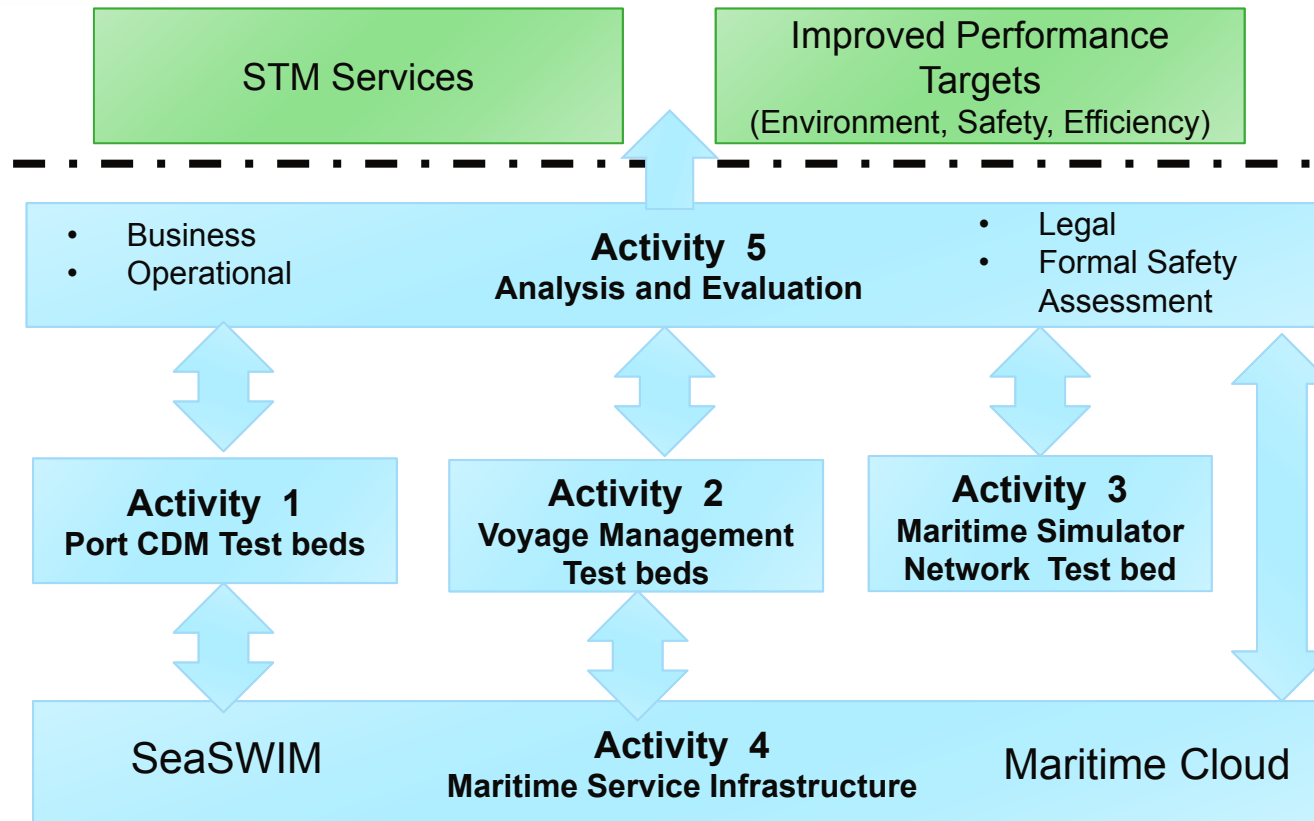 STM Services
Improved Performance
Targets
(Environment, Safety, Efficiency)
• Business
• Operational
Activity 5
Analysis and Evaluation
• Legal
• Formal Safety
Assessment
Activity 1
Port CDM Test beds
Activity 2
Voyage Management
Test beds
Activity 3
Maritime Simulator
Network Test bed
SeaSWIM
Activity 4
Maritime Service Infrastructure
Maritime Cloud